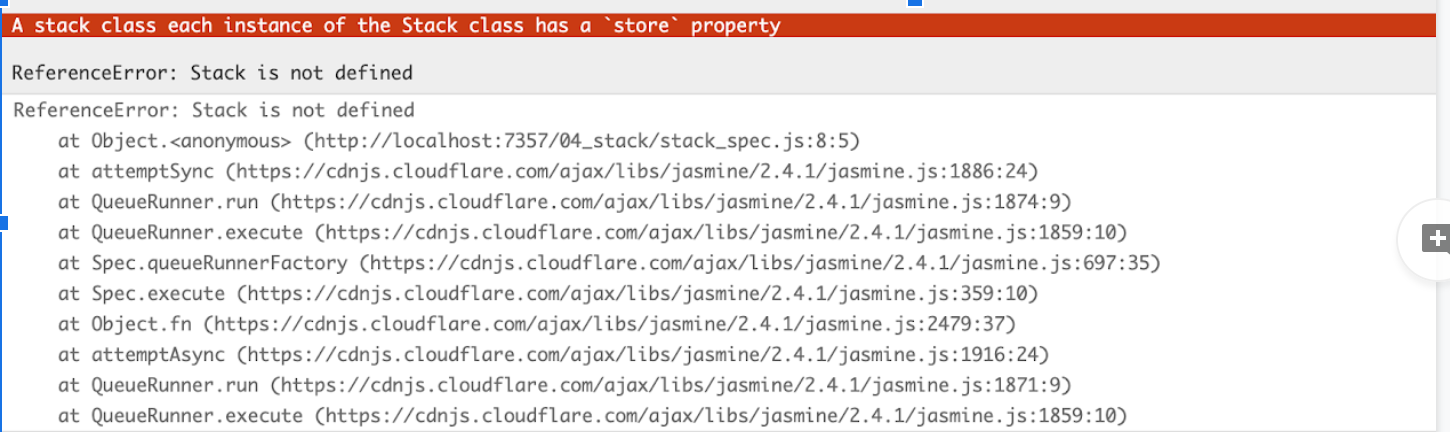 A stack class each instance of the Stack class has a `store` property
ReferenceError: Stack is not defined
ReferenceError: Stack is not defined
at Object.<anonymous> (http://localhost:7357/04_stack/stack_spec.js:8:5)
at attemptSync (https://cdnjs.cloudflare.com/ajax/libs/jasmine/2.4.1/jasmine.js:1886:24)
at QueueRunner.run (https://cdnjs.cloudflare.com/ajax/libs/jasmine/2.4.1/jasmine.js:1874:9)
at QueueRunner.execute (https://cdnjs.cloudflare.com/ajax/libs/jasmine/2.4.1/jasmine.js:1859:10)
at Spec.queueRunnerFactory (https://cdnjs.cloudflare.com/ajax/libs/jasmine/2.4.1/jasmine.js:697:35)
at Spec.execute (https://cdnjs.cloudflare.com/ajax/libs/jasmine/2.4.1/jasmine.js:359:10)
at Object.fn (https://cdnjs.cloudflare.com/ajax/libs/jasmine/2.4.1/jasmine.js:2479:37)
at attemptAsync (https://cdnjs.cloudflare.com/ajax/libs/jasmine/2.4.1/jasmine.js:1916:24)
at QueueRunner.run (https://cdnjs.cloudflare.com/ajax/libs/jasmine/2.4.1/jasmine.js:1871:9)
at QueueRunner.execute (https://cdnjs.cloudflare.com/ajax/libs/jasmine/2.4.1/jasmine.js:1859:10)